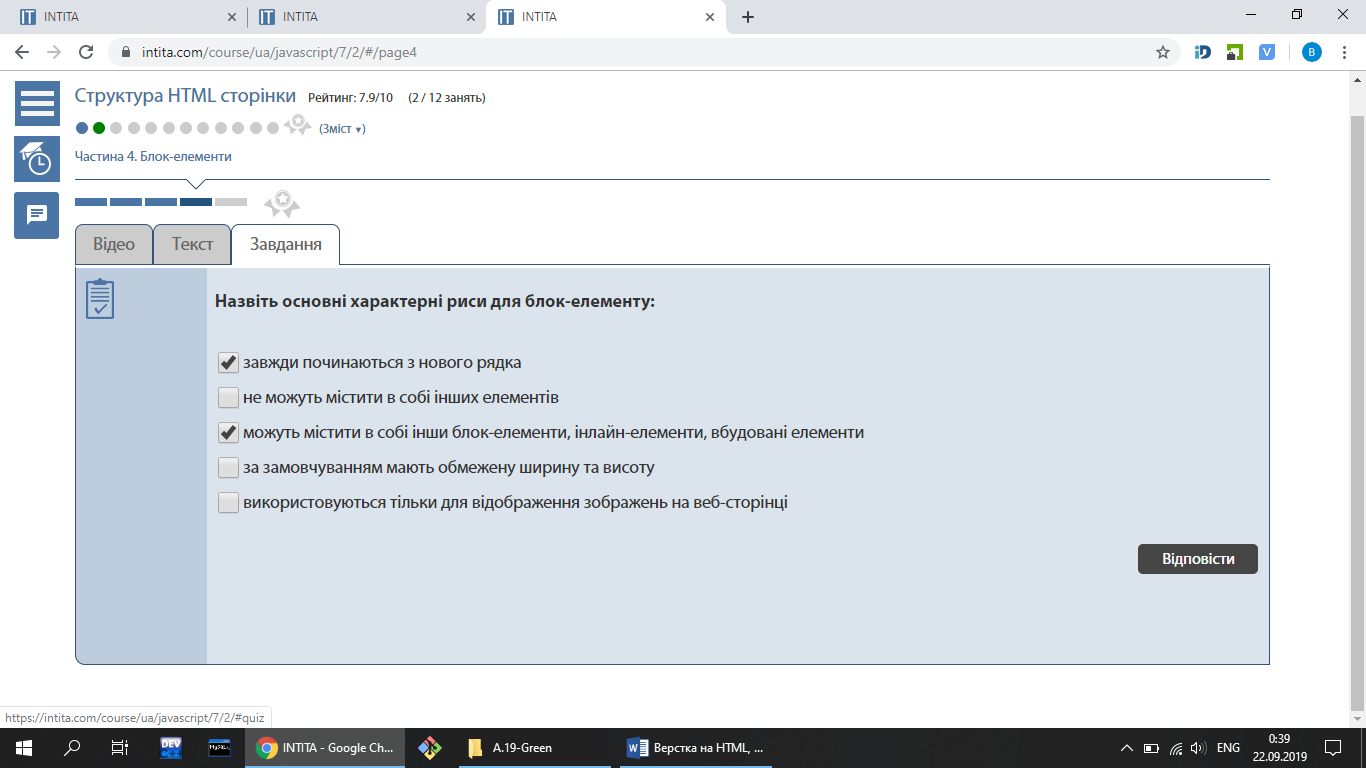 INTITA
INTITA
INTITA
intita.com/course/ua/javascript/7/2/#/page4
Структура HTML сторінки Рейтинг: 7.9/10 (2 / 12 занять)
(Зміст ▾)
Частина 4. Блок-елементи
Відео
Текст
Завдання
Назвіть основні характерні риси для блок-елементу:
завжди починаються з нового рядка
не можуть містити в собі інших елементів
можуть містити в собі інши блок-елементи, інлайн-елементи, вбудовані елементи
за замовчуванням мають обмежену ширину та висоту
використовуються тільки для відображення зображень на веб-сторінці
Відповісти
https://intita.com/course/ua/javascript/7/2/#quiz
INTITA - Google Ch...
A.19-Green
Верстка на HTML, ...
ENG
0:39
22.09.2019